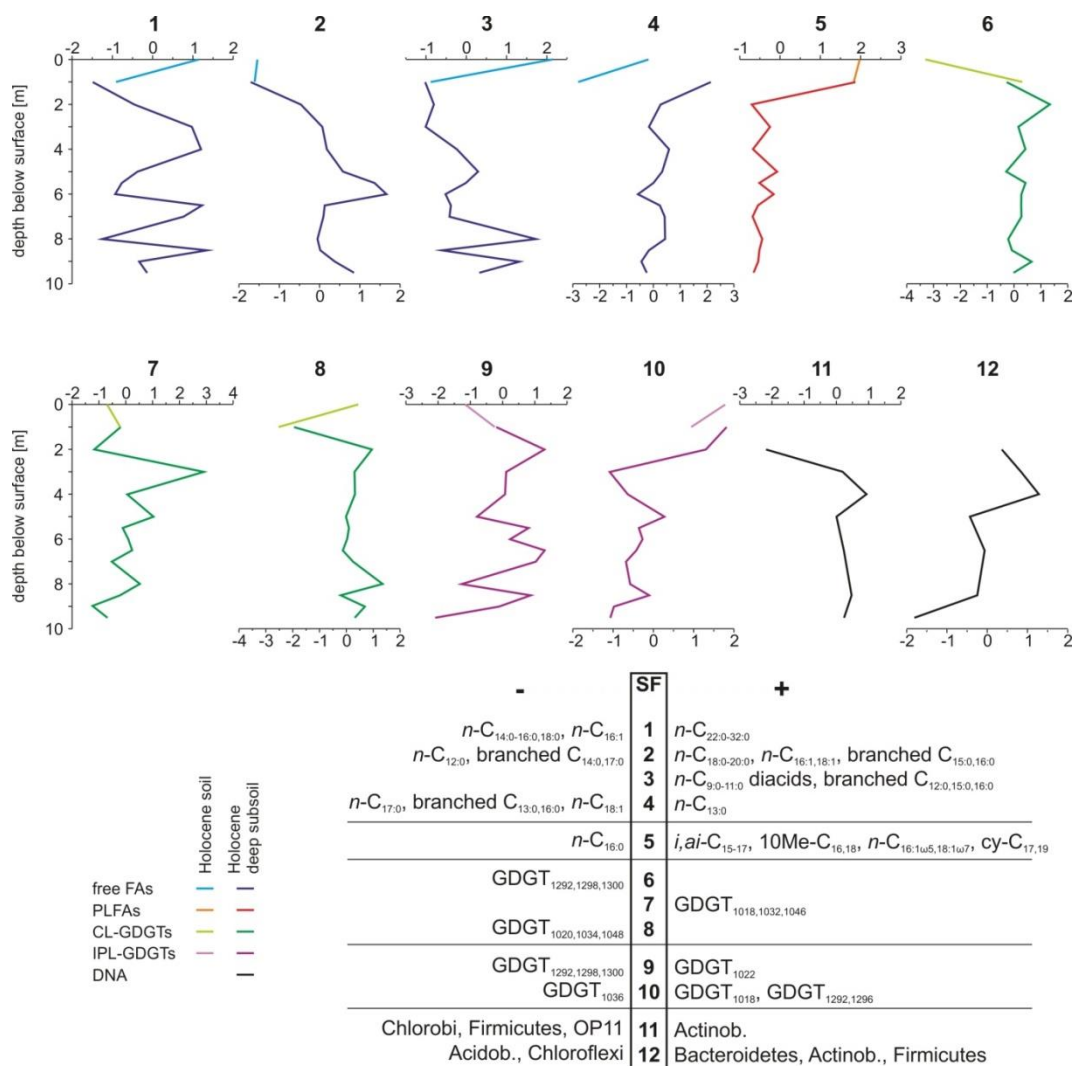 1 2 3 4 5 6
-2 -1 0 1 2 -1 0 1 2 -1 0 1 2 3
0
2
4
6
8
10
depth below surface [m]
-2 -1 0 1 2 -3 -2 -1 0 1 2 3 -4 -3 -2 -1 0 1 2
7 8 9 10 11 12
-2 -1 0 1 2 3 4 -3 -2 -1 0 1 2 -3 -2 -1 0 1 2
0
2
4
6
8
10
depth below surface [m]
-4 -3 -2 -1 0 1 2 -2 -1 0 1 2 -2 -1 0 1 2
- SF +
n-C14:0-16:0,18:0, n-C16:1 1 n-C22:0-32:0
n-C12:0, branched C14:0,17:0 2 n-C18:0-20:0, n-C16:1,18:1, branched C15:0,16:0
3 n-C9:0-11:0 diacids, branched C12:0,15:0,16:0
n-C17:0, branched C13:0,16:0, n-C18:1 4 n-C13:0
n-C16:0 5 i,ai-C15-17, 10Me-C16,18, n-C16:1ω5,18:1ω7, cy-C17,19
GDGT1292,1298,1300 6
7 GDGT1018,1032,1046
GDGT1020,1034,1048 8
GDGT1292,1298,1300 9 GDGT1022
GDGT1036 10 GDGT1018, GDGT1292,1296
Chlorobi, Firmicutes, OP11 11 Actinob.
Acidob., Chloroflexi 12 Bacteroidetes, Actinob., Firmicutes
Holocene soil
Holocene
deep subsoil
free FAs
PLFAs
CL-GDGTs
IPL-GDGTs
DNA